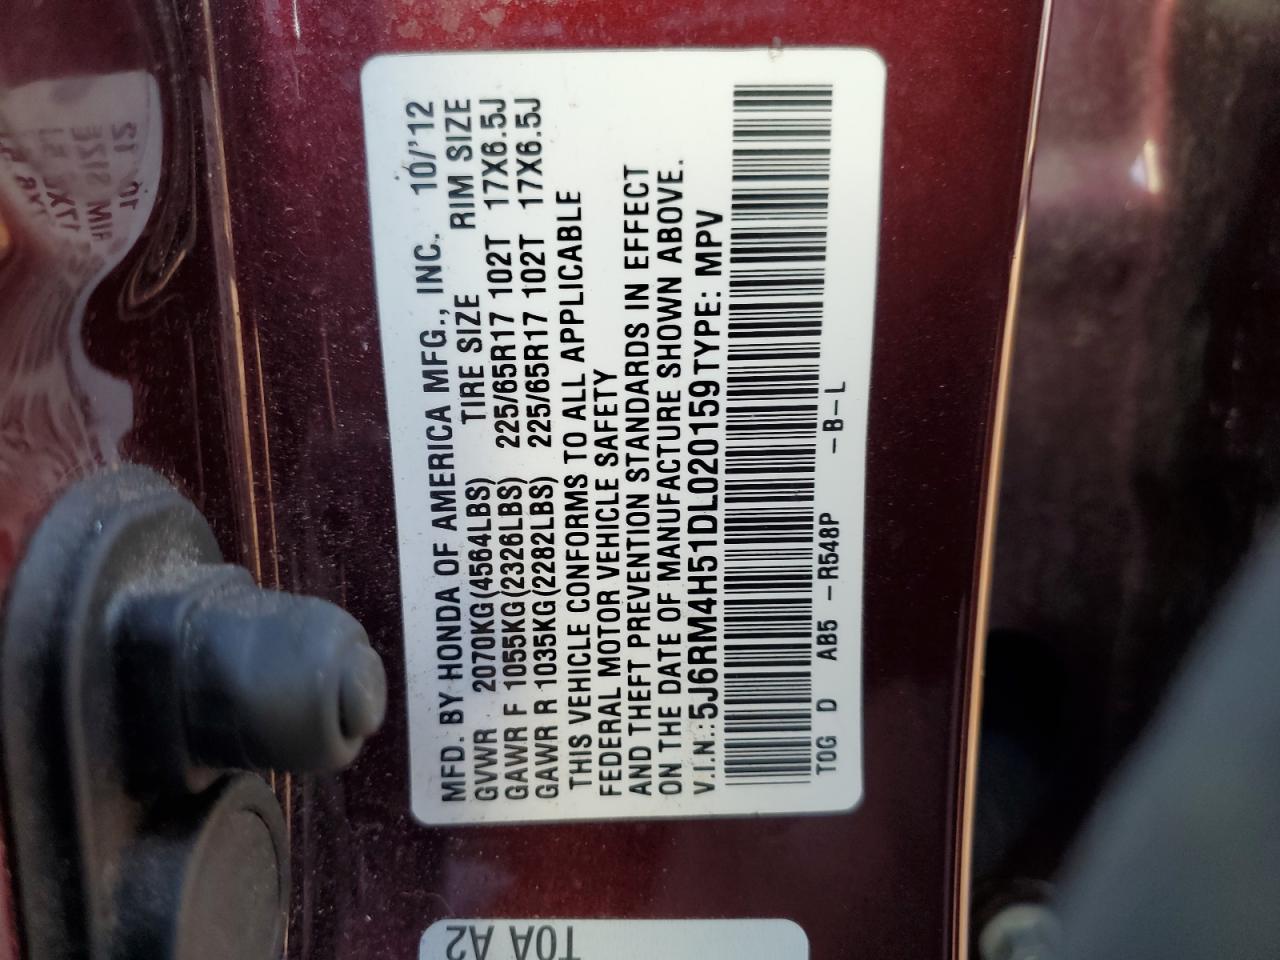 MFD. BY HONDA OF AMERICA MFG., INC. 10/'12
GVWR 2070KG(4564LBS) TIRE SIZE RIM SIZE
GAWR F 1055KG(2326LBS) 225/65R17 102T 17X6.5J
GAWR R 1035KG(2282LBS) 225/65R17 102T 17X6.5J
THIS VEHICLE CONFORMS TO ALL APPLICABLE
FEDERAL MOTOR VEHICLE SAFETY
AND THEFT PREVENTION STANDARDS IN EFFECT
ON THE DATE OF MANUFACTURE SHOWN ABOVE.
V.I.N.:5J6RM4H51DL020159 TYPE: MPV
T0G D AB5 -R548P -B-L
T0A A2